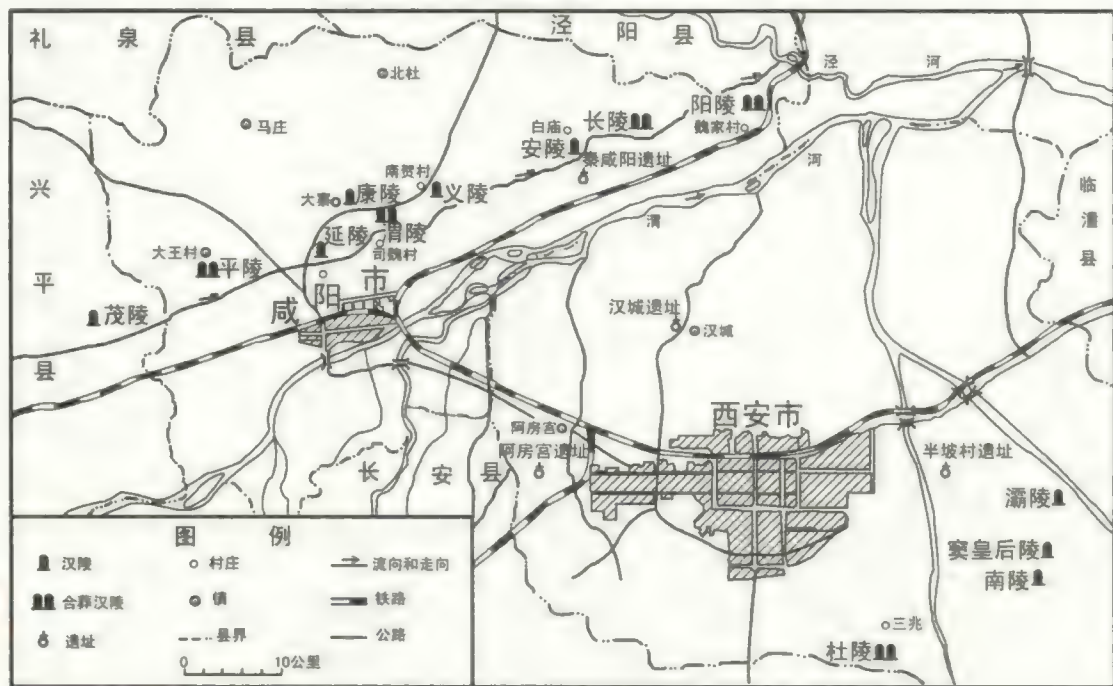 礼泉县
泾阳县
北杜
马庄
泾河
阳陵
魏家村
长陵
白庙
安陵
秦咸阳遗址
渭河
临潼县
兴平县
南贺村
义陵
大寨
康陵
渭陵
司魏村
延陵
大王村
平陵
茂陵
咸阳市
汉城遗址
汉城
西安市
阿房宫
阿房宫遗址
长安县
半坡村遗址
灞陵
窦皇后陵
南陵
三兆
杜陵
图例
汉陵
村庄
流向和走向
合葬汉陵
镇
铁路
遗址
县界
公路
0 10公里